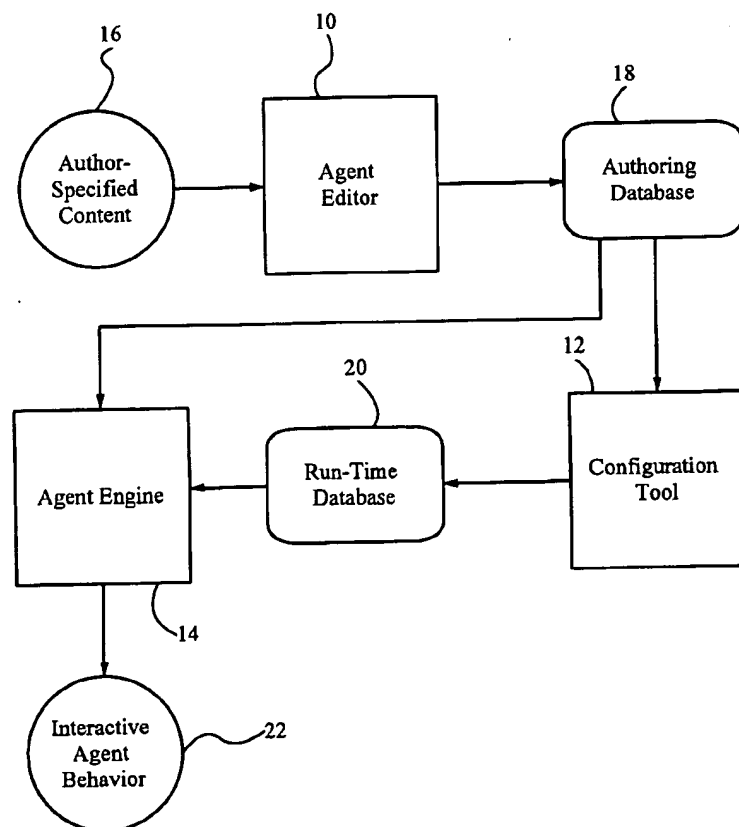 16
10
18
Author-
Specified
Content
Agent
Editor
Authoring
Database
12
20
Agent Engine
Run-Time
Database
Configuration
Tool
14
Interactive
Agent
Behavior
22